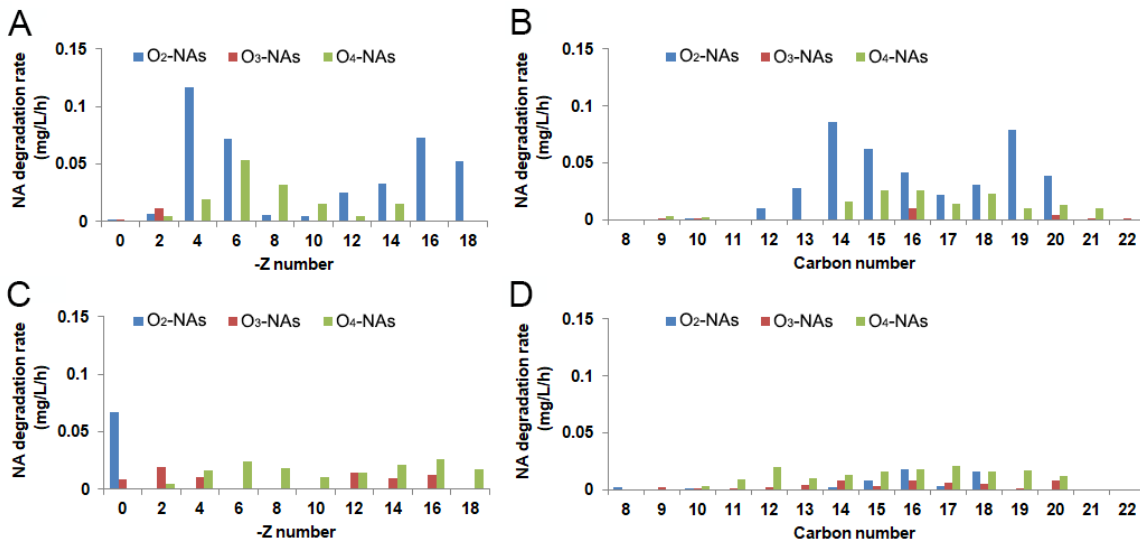 A
NA degradation rate
(mg/L/h)
0.15
0.1
0.05
0
O₂-NAs O₃-NAs O₄-NAs
0 2 4 6 8 10 12 14 16 18
-Z number
B
NA degradation rate
(mg/L/h)
0.15
0.1
0.05
0
O₂-NAs O₃-NAs O₄-NAs
8 9 10 11 12 13 14 15 16 17 18 19 20 21 22
Carbon number
C
NA degradation rate
(mg/L/h)
0.15
0.1
0.05
0
O₂-NAs O₃-NAs O₄-NAs
0 2 4 6 8 10 12 14 16 18
-Z number
D
NA degradation rate
(mg/L/h)
0.15
0.1
0.05
0
O₂-NAs O₃-NAs O₄-NAs
8 9 10 11 12 13 14 15 16 17 18 19 20 21 22
Carbon number